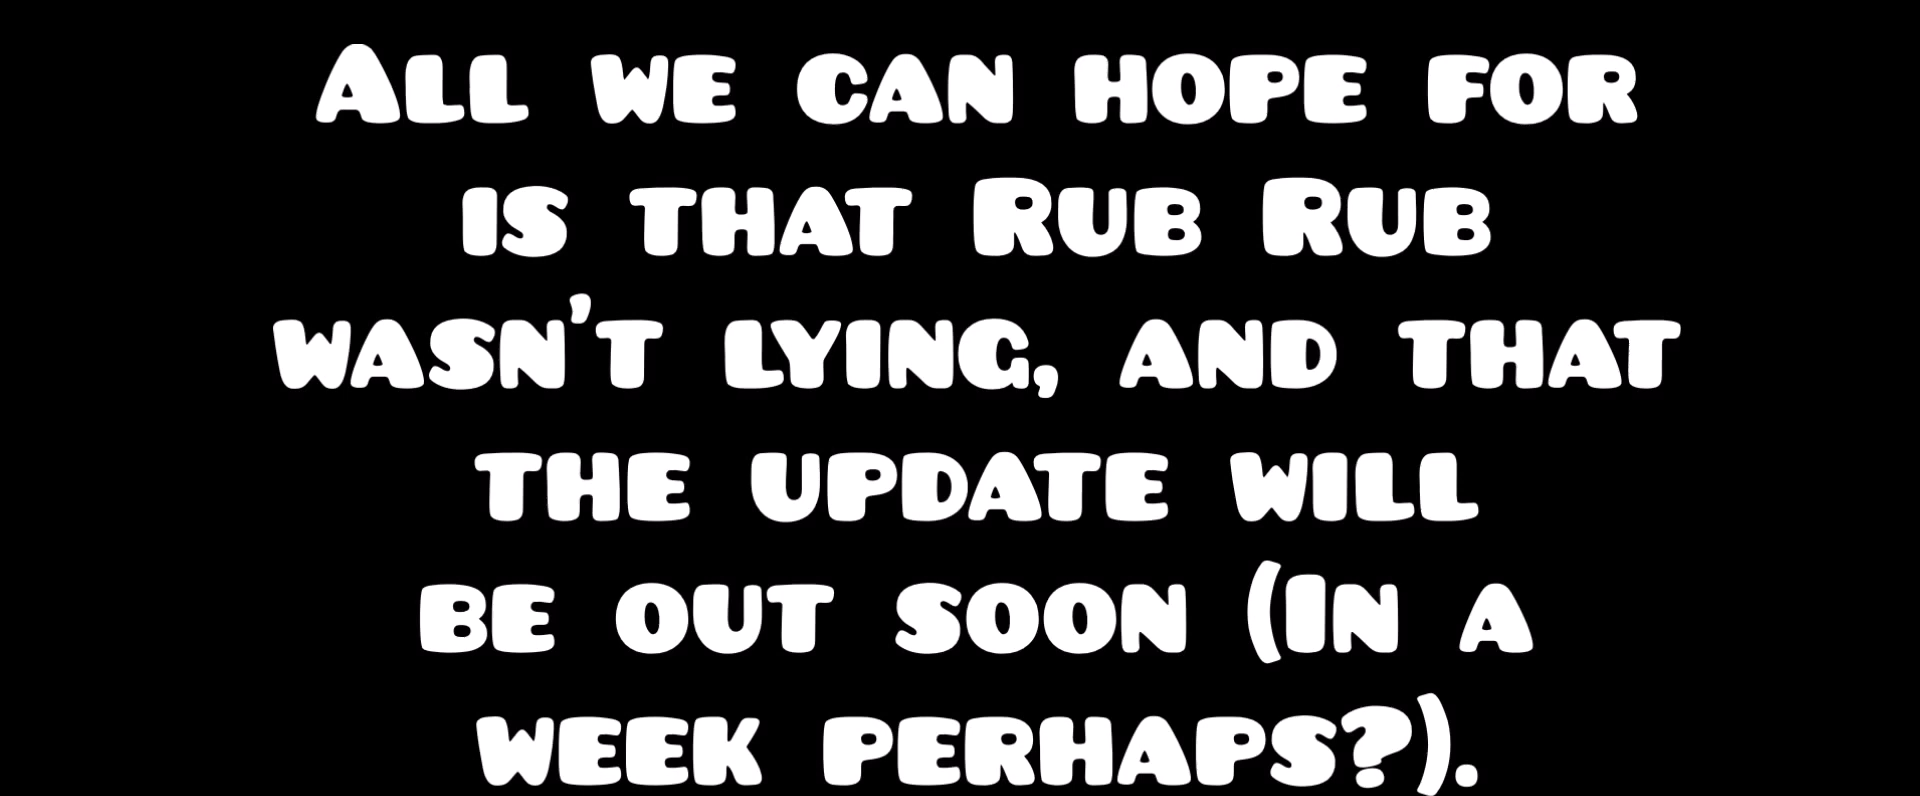 All we can hope for
is that Rub Rub
wasn't lying, and that
the update will
be out soon (In a
week perhaps?).